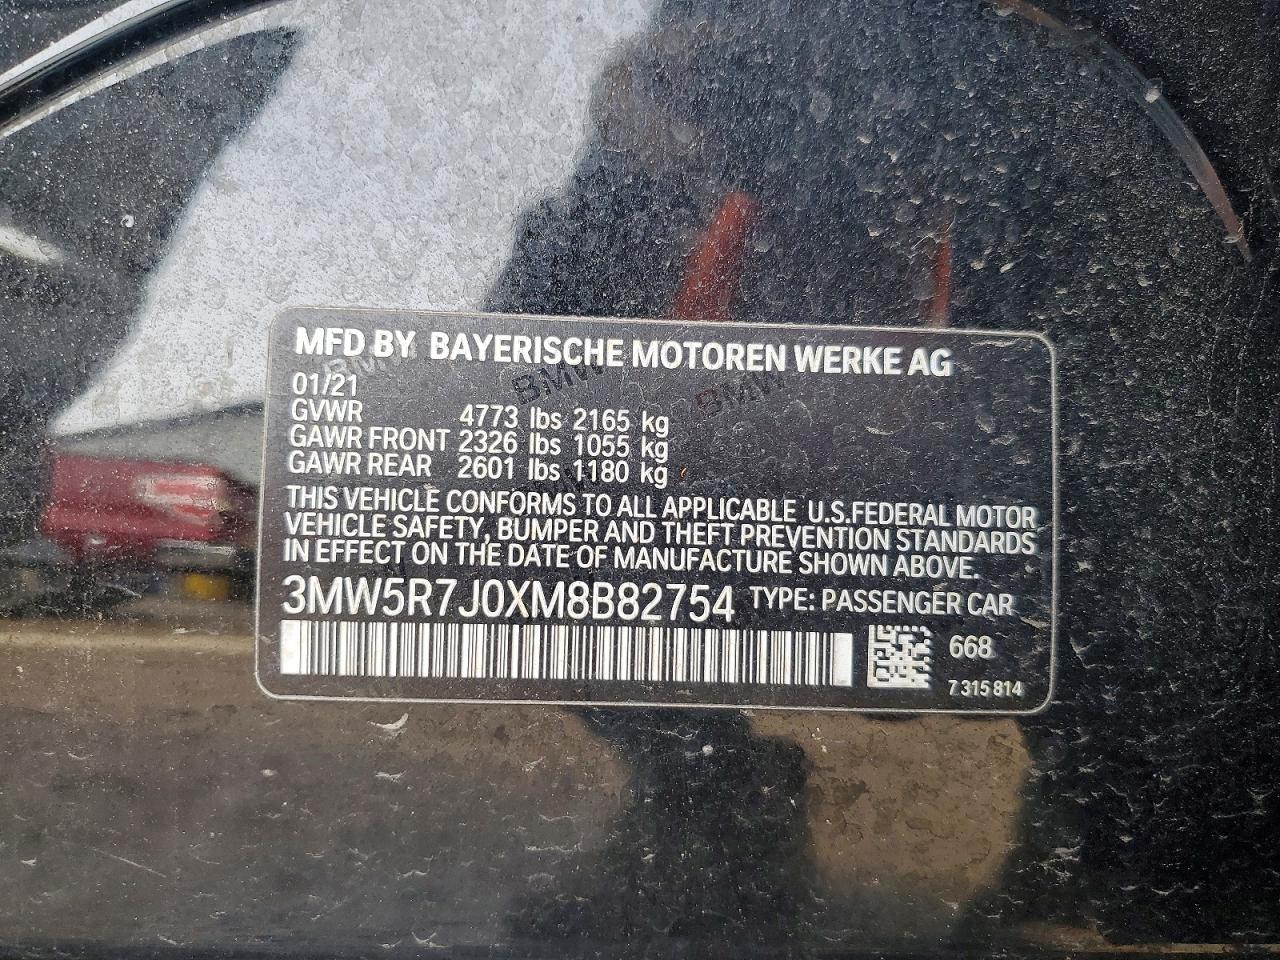 MFD BY BAYERISCHE MOTOREN WERKE AG
01/21
GVWR 4773 lbs 2165 kg
GAWR FRONT 2326 lbs 1055 kg
GAWR REAR 2601 lbs 1180 kg
THIS VEHICLE CONFORMS TO ALL APPLICABLE U.S.FEDERAL MOTOR
VEHICLE SAFETY, BUMPER AND THEFT PREVENTION STANDARDS
IN EFFECT ON THE DATE OF MANUFACTURE SHOWN ABOVE.
3MW5R7J0XM8B82754 TYPE: PASSENGER CAR
668
7 315 814
BMW BMW BMW